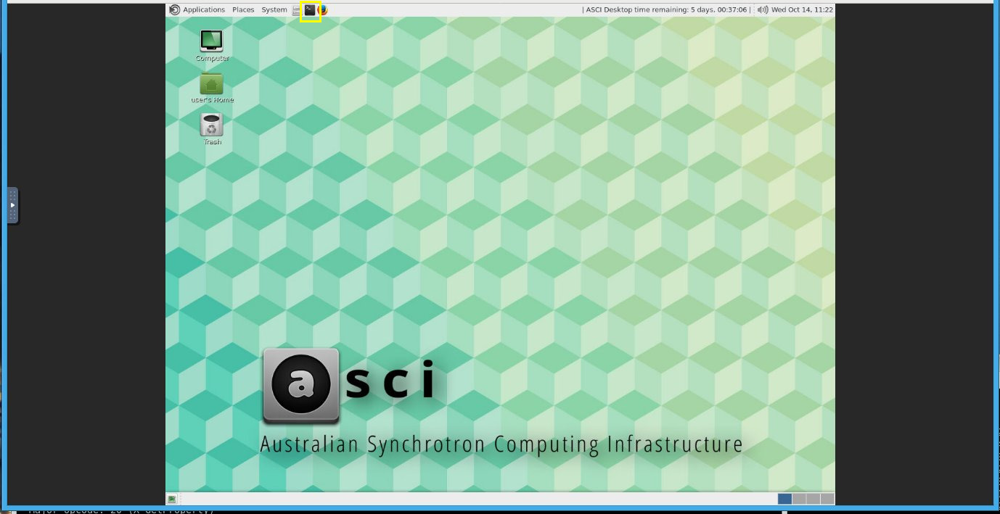 Applications Places System | ASCI Desktop time remaining: 5 days, 00:37:06 | Wed Oct 14, 11:22
Computer
user's Home
Trash
a sci
Australian Synchrotron Computing Infrastructure